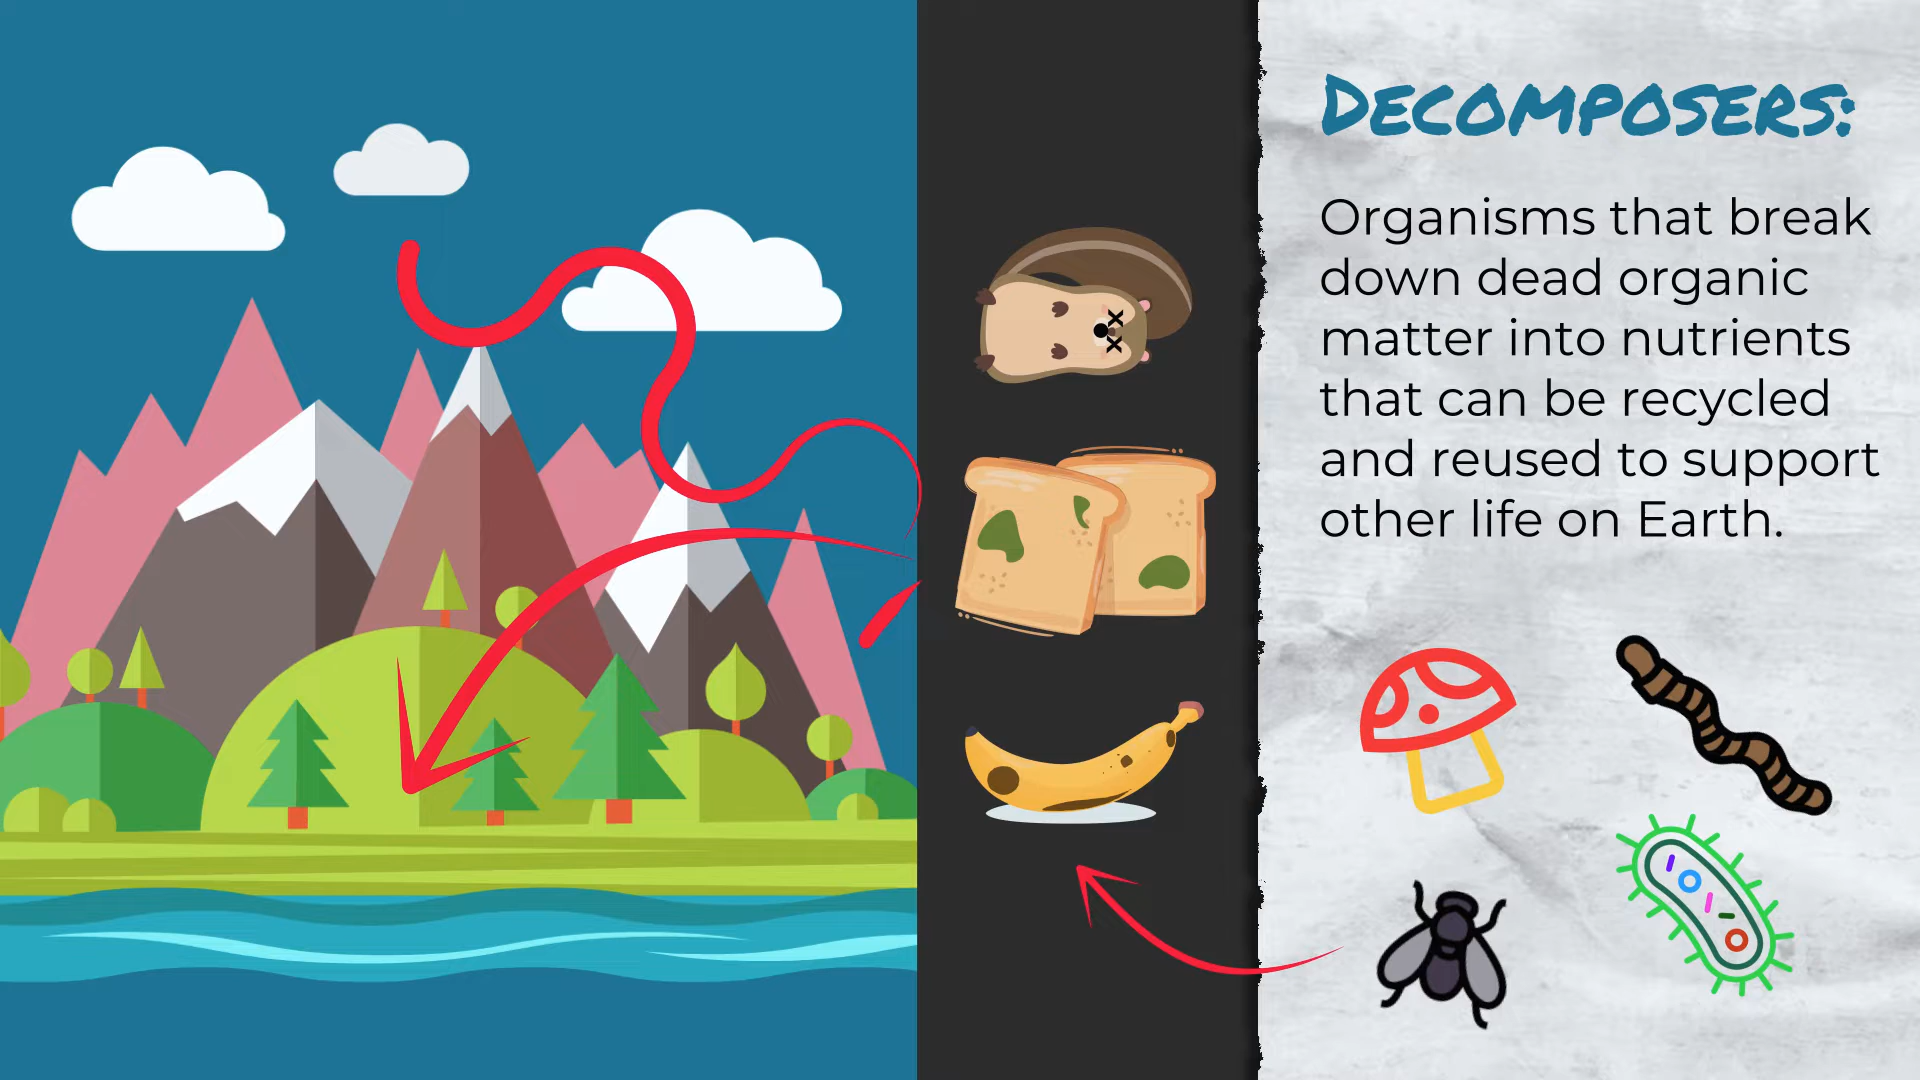 DECOMPOSERS:
Organisms that break
down dead organic
matter into nutrients
that can be recycled
and reused to support
other life on Earth.